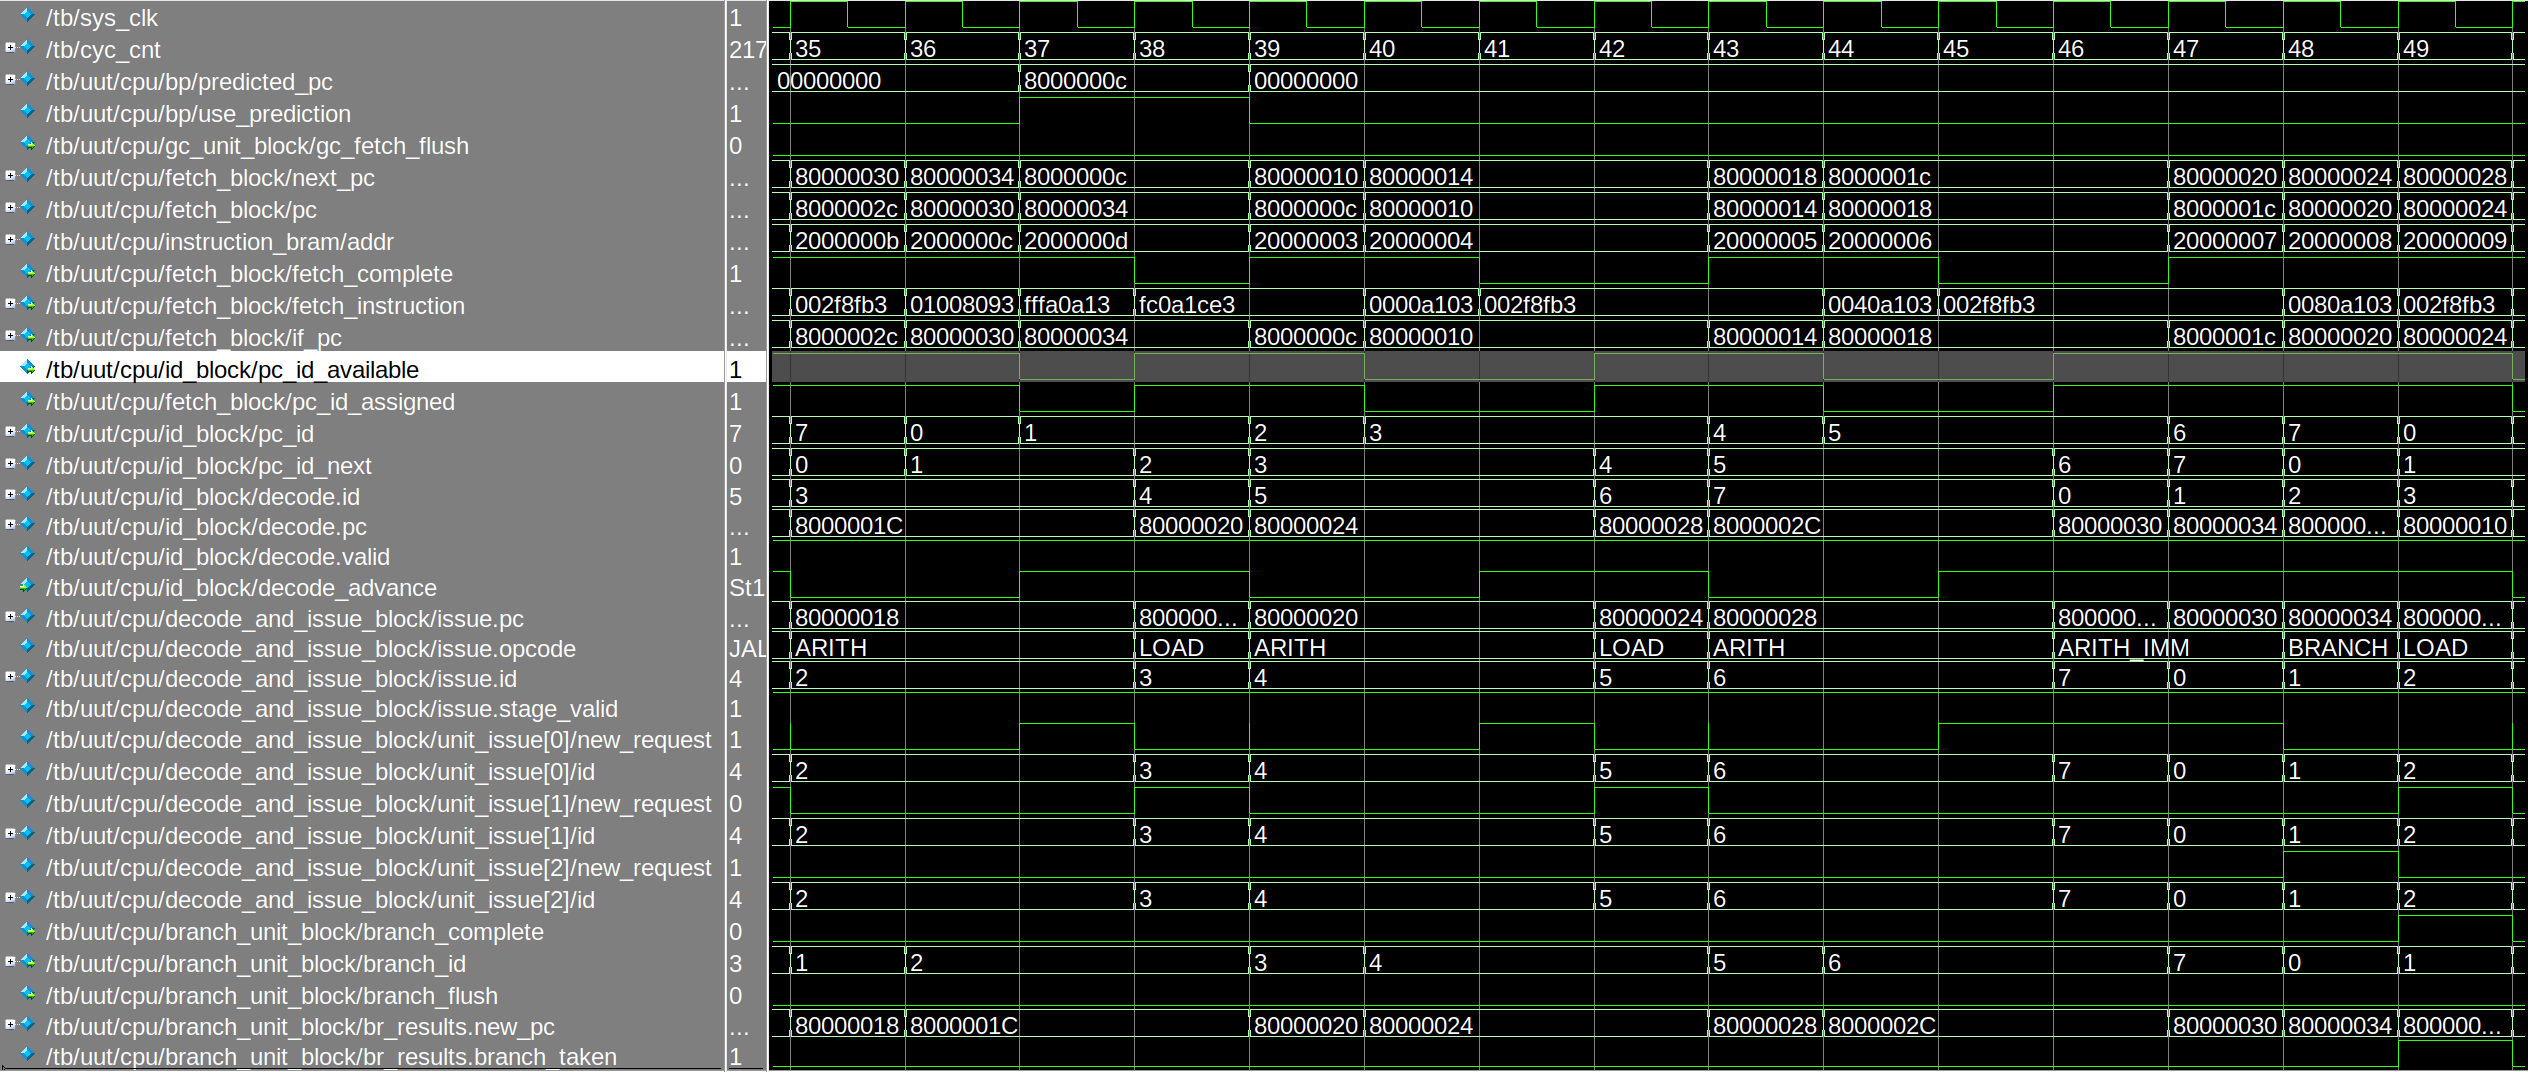 /tb/sys_clk 1
/tb/cyc_cnt 217 35 36 37 38 39 40 41 42 43 44 45 46 47 48 49
/tb/uut/cpu/bp/predicted_pc ... 00000000 8000000c 00000000
/tb/uut/cpu/bp/use_prediction 1
/tb/uut/cpu/gc_unit_block/gc_fetch_flush 0
/tb/uut/cpu/fetch_block/next_pc ... 80000030 80000034 8000000c 80000010 80000014 80000018 8000001c 80000020 80000024 80000028
/tb/uut/cpu/fetch_block/pc ... 8000002c 80000030 80000034 8000000c 80000010 80000014 80000018 8000001c 80000020 80000024
/tb/uut/cpu/instruction_bram/addr ... 2000000b 2000000c 2000000d 20000003 20000004 20000005 20000006 20000007 20000008 20000009
/tb/uut/cpu/fetch_block/fetch_complete 1
/tb/uut/cpu/fetch_block/fetch_instruction ... 002f8fb3 01008093 fffa0a13 fc0a1ce3 0000a103 002f8fb3 0040a103 002f8fb3 0080a103 002f8fb3
/tb/uut/cpu/fetch_block/if_pc ... 8000002c 80000030 80000034 8000000c 80000010 80000014 80000018 8000001c 80000020 80000024
/tb/uut/cpu/id_block/pc_id_available 1
/tb/uut/cpu/fetch_block/pc_id_assigned 1
/tb/uut/cpu/id_block/pc_id 7 7 0 1 2 3 4 5 6 7 0
/tb/uut/cpu/id_block/pc_id_next 0 0 1 2 3 4 5 6 7 0 1
/tb/uut/cpu/id_block/decode.id 5 3 4 5 6 7 0 1 2 3
/tb/uut/cpu/id_block/decode.pc ... 8000001C 80000020 80000024 80000028 8000002C 80000030 80000034 800000... 80000010
/tb/uut/cpu/id_block/decode.valid 1
/tb/uut/cpu/id_block/decode_advance St1
/tb/uut/cpu/decode_and_issue_block/issue.pc ... 80000018 800000... 80000020 80000024 80000028 800000... 80000030 80000034 800000...
/tb/uut/cpu/decode_and_issue_block/issue.opcode JAL ARITH LOAD ARITH LOAD ARITH ARITH_IMM BRANCH LOAD
/tb/uut/cpu/decode_and_issue_block/issue.id 4 2 3 4 5 6 7 0 1 2
/tb/uut/cpu/decode_and_issue_block/issue.stage_valid 1
/tb/uut/cpu/decode_and_issue_block/unit_issue[0]/new_request 1
/tb/uut/cpu/decode_and_issue_block/unit_issue[0]/id 4 2 3 4 5 6 7 0 1 2
/tb/uut/cpu/decode_and_issue_block/unit_issue[1]/new_request 0
/tb/uut/cpu/decode_and_issue_block/unit_issue[1]/id 4 2 3 4 5 6 7 0 1 2
/tb/uut/cpu/decode_and_issue_block/unit_issue[2]/new_request 1
/tb/uut/cpu/decode_and_issue_block/unit_issue[2]/id 4 2 3 4 5 6 7 0 1 2
/tb/uut/cpu/branch_unit_block/branch_complete 0
/tb/uut/cpu/branch_unit_block/branch_id 3 1 2 3 4 5 6 7 0 1
/tb/uut/cpu/branch_unit_block/branch_flush 0
/tb/uut/cpu/branch_unit_block/br_results.new_pc ... 80000018 8000001C 80000020 80000024 80000028 8000002C 80000030 80000034 800000...
/tb/uut/cpu/branch_unit_block/br_results.branch_taken 1